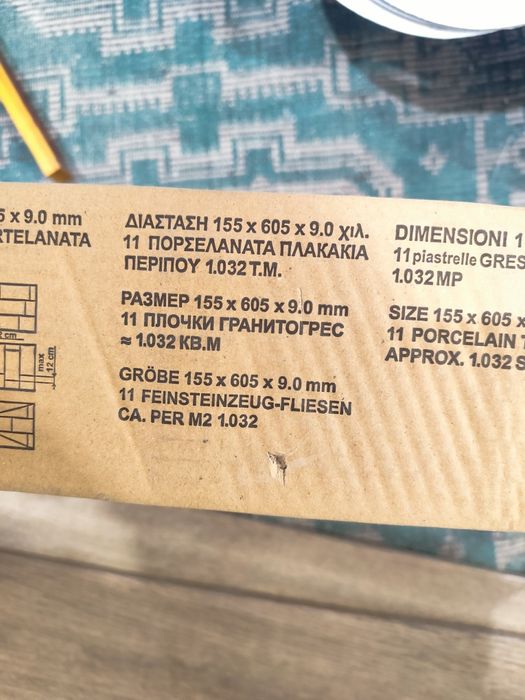 5 x 9.0 mm
RTELANATA
2 cm
max
12 cm
ΔΙΑΣΤΑΣΗ 155 x 605 x 9.0 χιλ.
11 ΠΟΡΣΕΛΑΝΑΤΑ ΠΛΑΚΑΚΙΑ
ΠΕΡΙΠΟΥ 1.032 Τ.Μ.
РАЗМЕР 155 x 605 x 9.0 mm
11 ПЛОЧКИ ГРАНИТОГРЕС
≈ 1.032 КВ.М
GRÖBE 155 x 605 x 9.0 mm
11 FEINSTEINZEUG-FLIESEN
CA. PER M2 1.032
DIMENSIONI 1
11 piastrelle GRES
1.032 MP
SIZE 155 x 605 x
11 PORCELAIN T
APPROX. 1.032 S